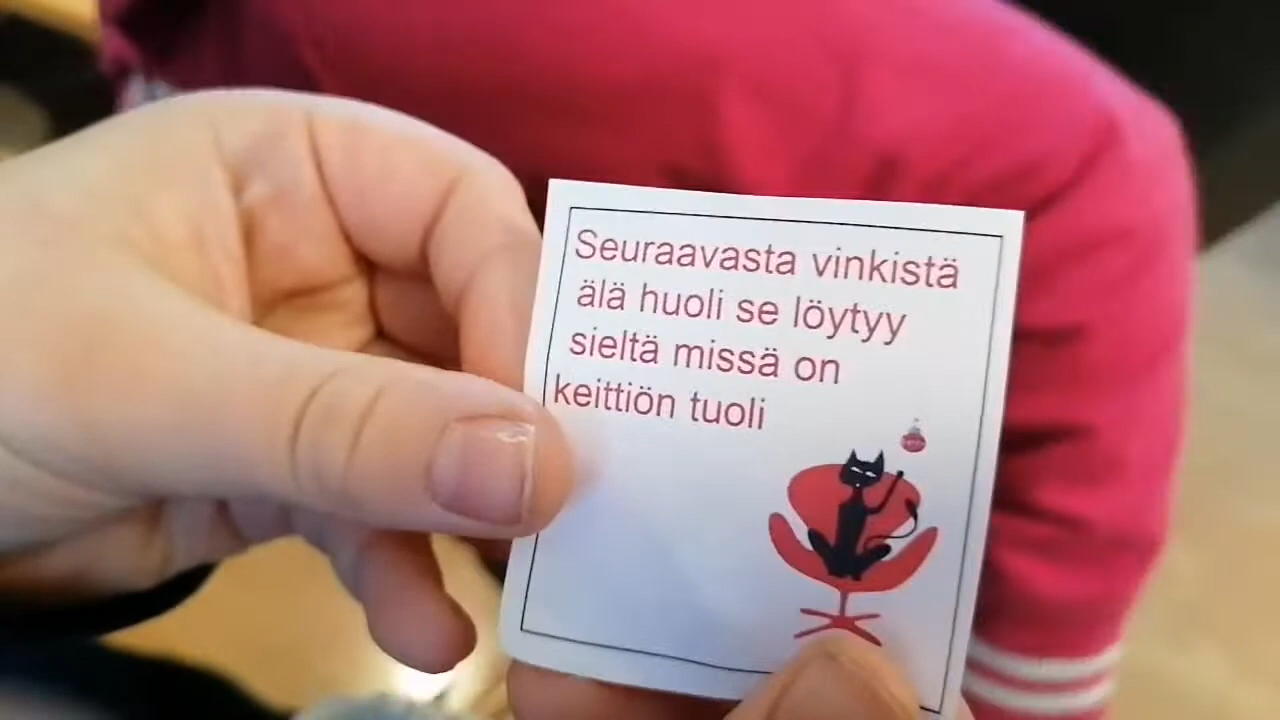 Seuraavasta vinkistä
älä huoli se löytyy
sieltä missä on
keittiön tuoli